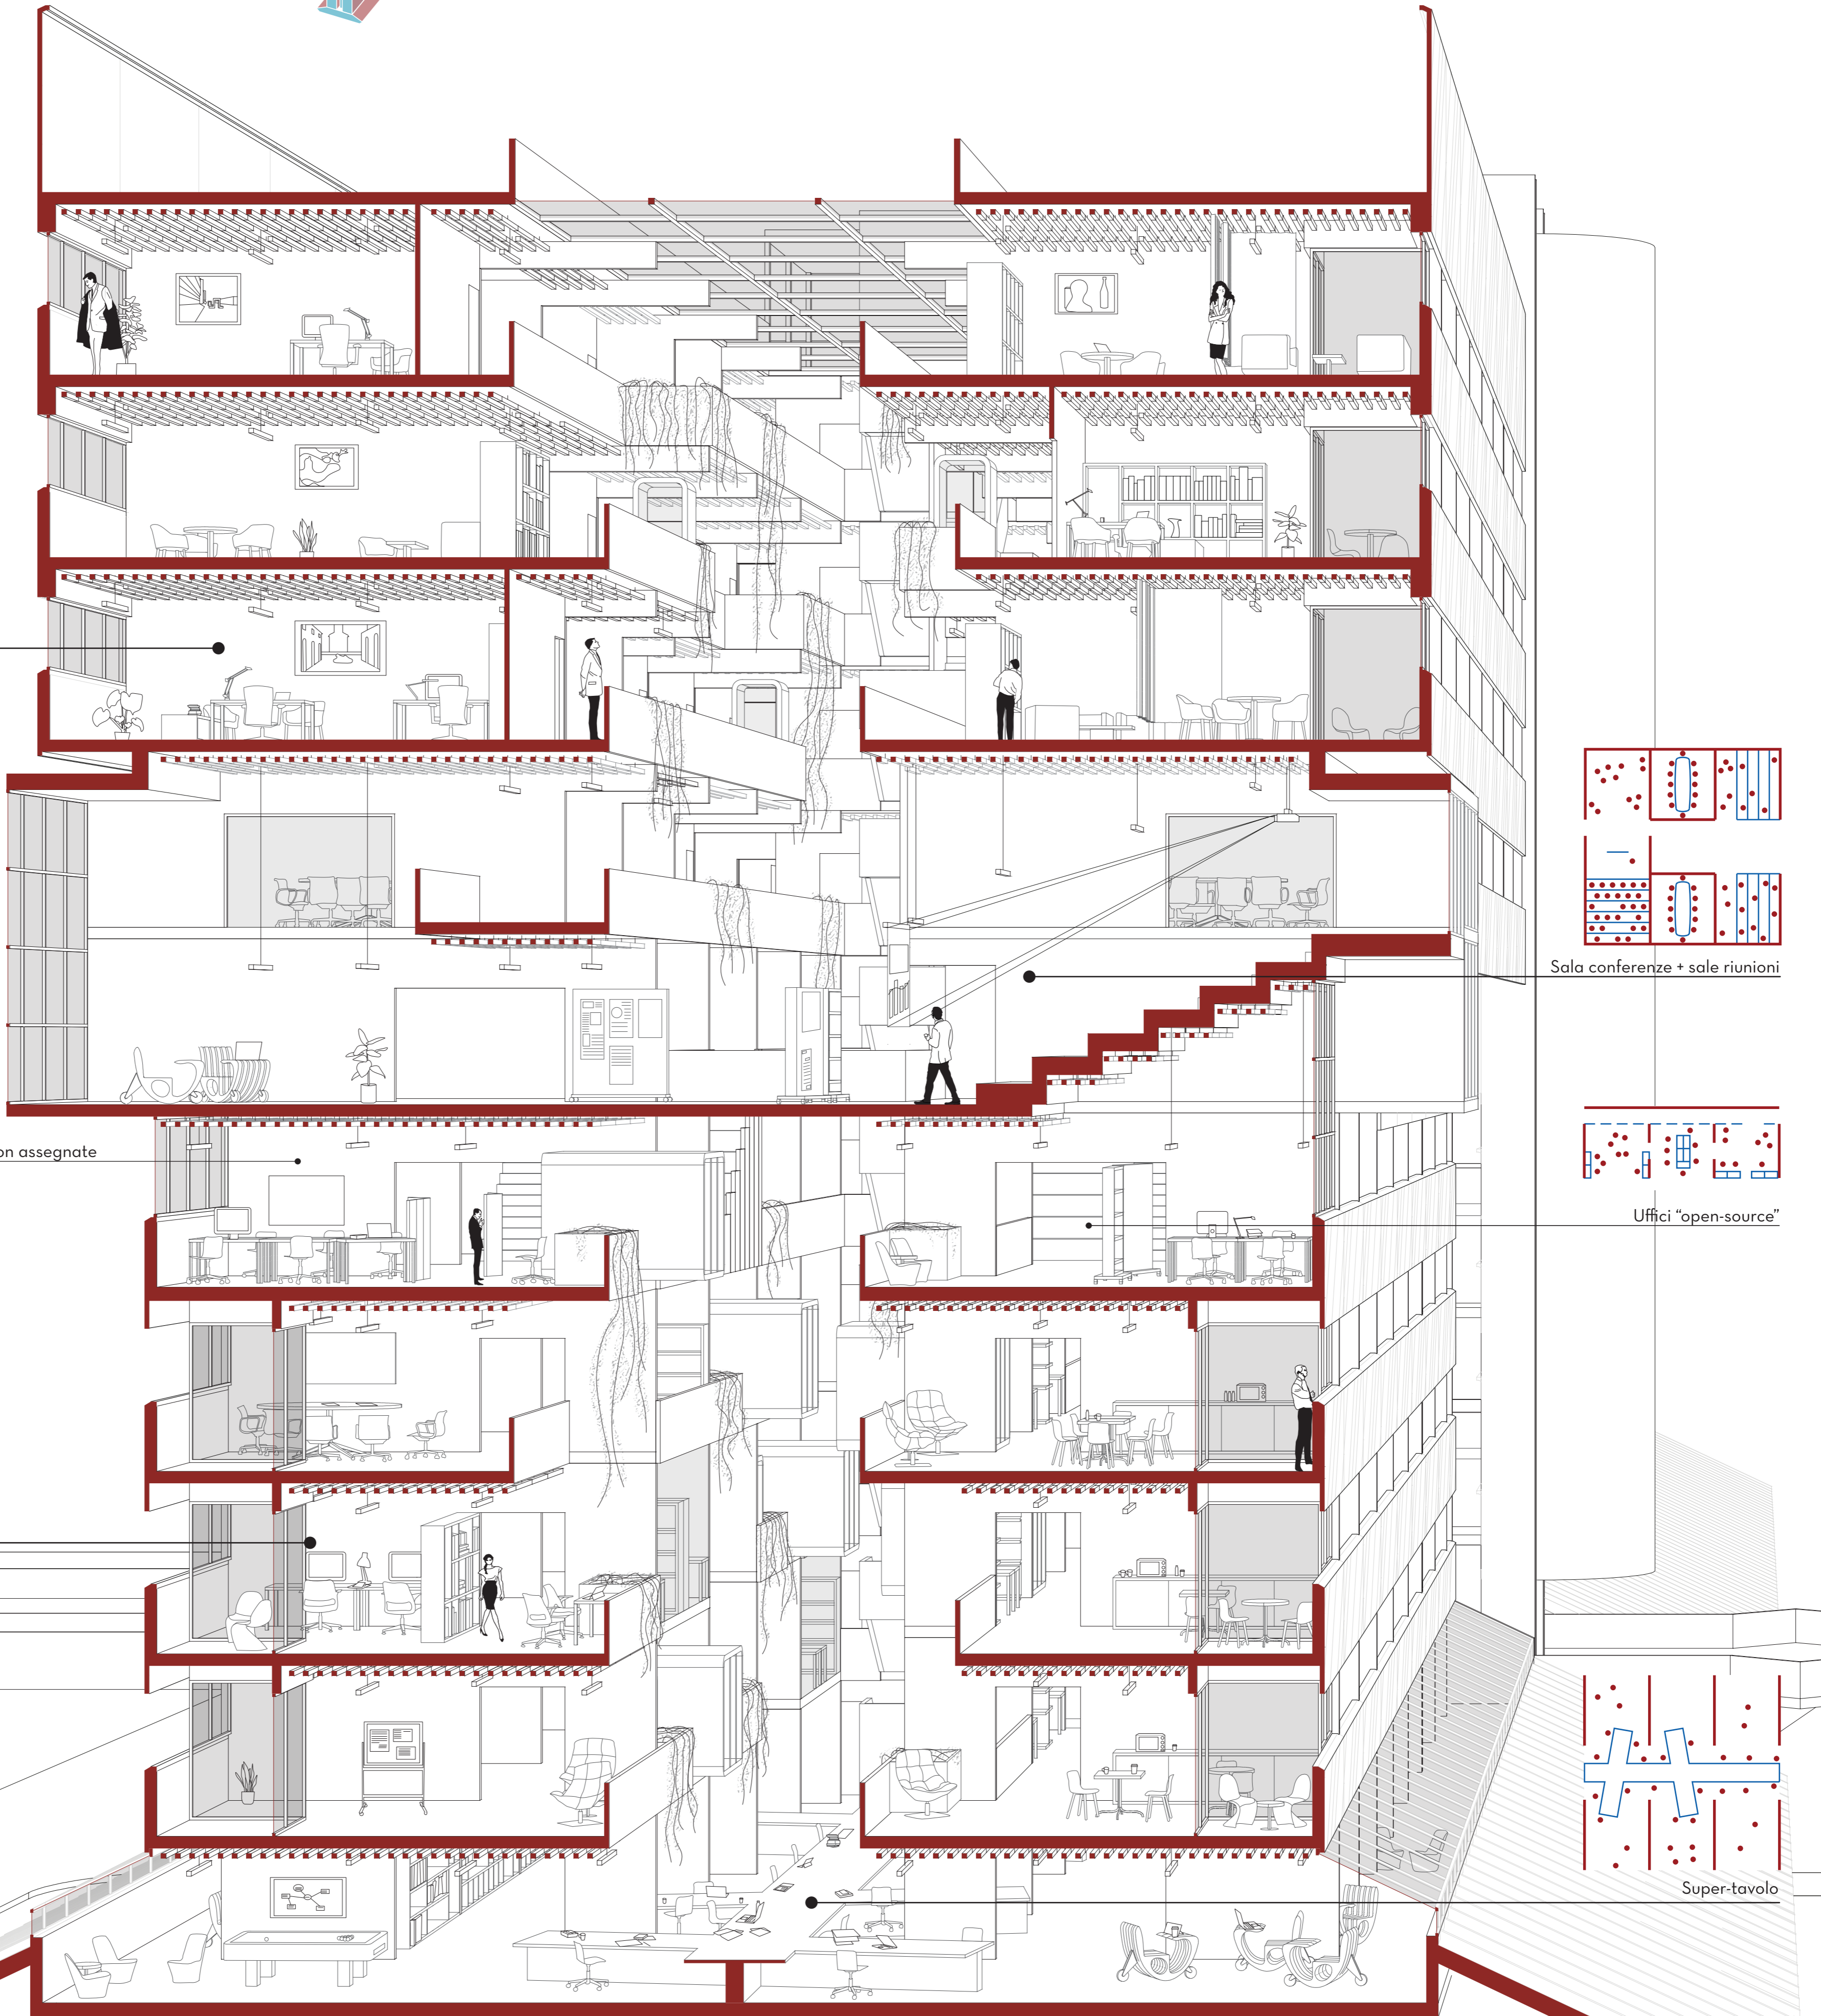 Sala conferenze + sale riunioni
on assegnate
Uffici “open-source”
Super-tavolo